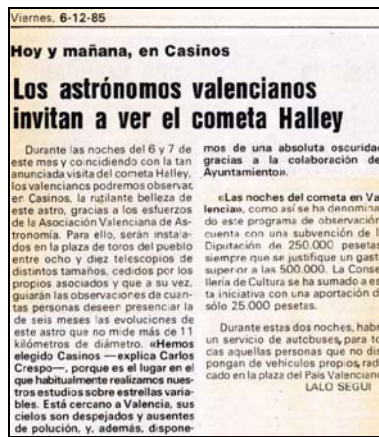 Viernes, 6-12-85
Hoy y mañana, en Casinos
Los astrónomos valencianos
invitan a ver el cometa Halley
Durante las noches del 6 y 7 de
este mes y coincidiendo con la tan
anunciada visita del cometa Halley,
los valencians podremos observar,
en Casinos, la rutilante belleza de
este astro, gracias a los esfuerzos
de la Asociación Valenciana de As-
tronomía. Para ello, serán instala-
dos en la plaza de toros del pueblo
entre ocho y diez telescopios de
distintos tamaños, cedidos por los
propios asociados y que a su vez,
guiarán las observaciones de cuan-
tas personas deseen presenciar la
de seis meses las evoluciones de
este astro que no mide más de 11
kilómetros de diámetro. «Hemos
elegido Casinos —explica Carlos
Crespo—, porque es el lugar en el
que habitualmente realizamos nues-
tros estudios sobre estrellas varia-
bles. Está cercano a Valencia, sus
cielos son despejados y ausentes
de polución, y, además, dispone-
mos de una absoluta oscuridad
gracias a la colaboración de
Ayuntamiento».
«Las noches del cometa en Va
lencia», como así se ha denomina
do este programa de observación
cuenta con una subvención de l
Diputación de 250.000 pesetas
siempre que se justifique un gast
superior a las 500.000. La Conse
llería de Cultura se ha sumado a es
ta iniciativa con una aportación d
sólo 25.000 pesetas.
Durante estas dos noches, habr
un servicio de autobuses, para to
cas aquellas personas que no dis
pongan de vehículos propios, radi
cado en la plaza del País Valenciano
LALO SEGUI